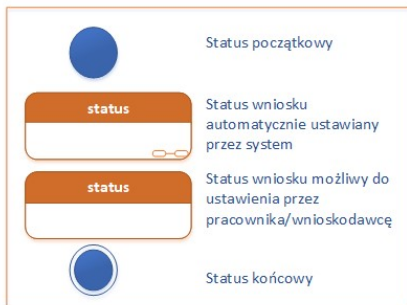 Status początkowy
status
Status wniosku
automatycznie ustawiany
przez system
status
Status wniosku możliwy do
ustawienia przez
pracownika/wnioskodawcę
Status końcowy